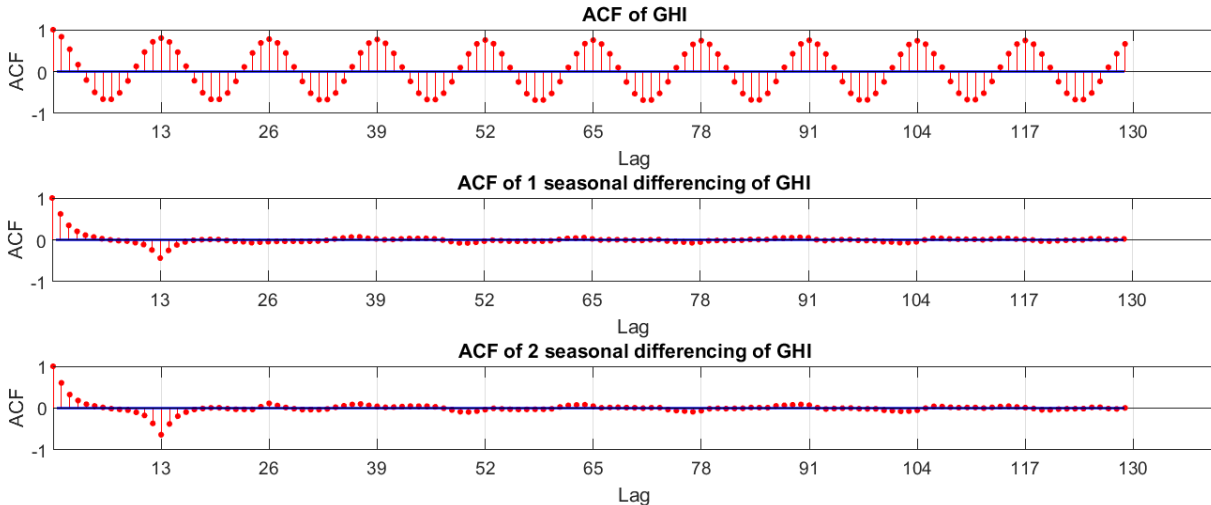 ACF of GHI
1
0
-1
ACF
13 26 39 52 65 78 91 104 117 130
Lag
ACF of 1 seasonal differencing of GHI
1
0
-1
ACF
13 26 39 52 65 78 91 104 117 130
Lag
ACF of 2 seasonal differencing of GHI
1
0
-1
ACF
13 26 39 52 65 78 91 104 117 130
Lag